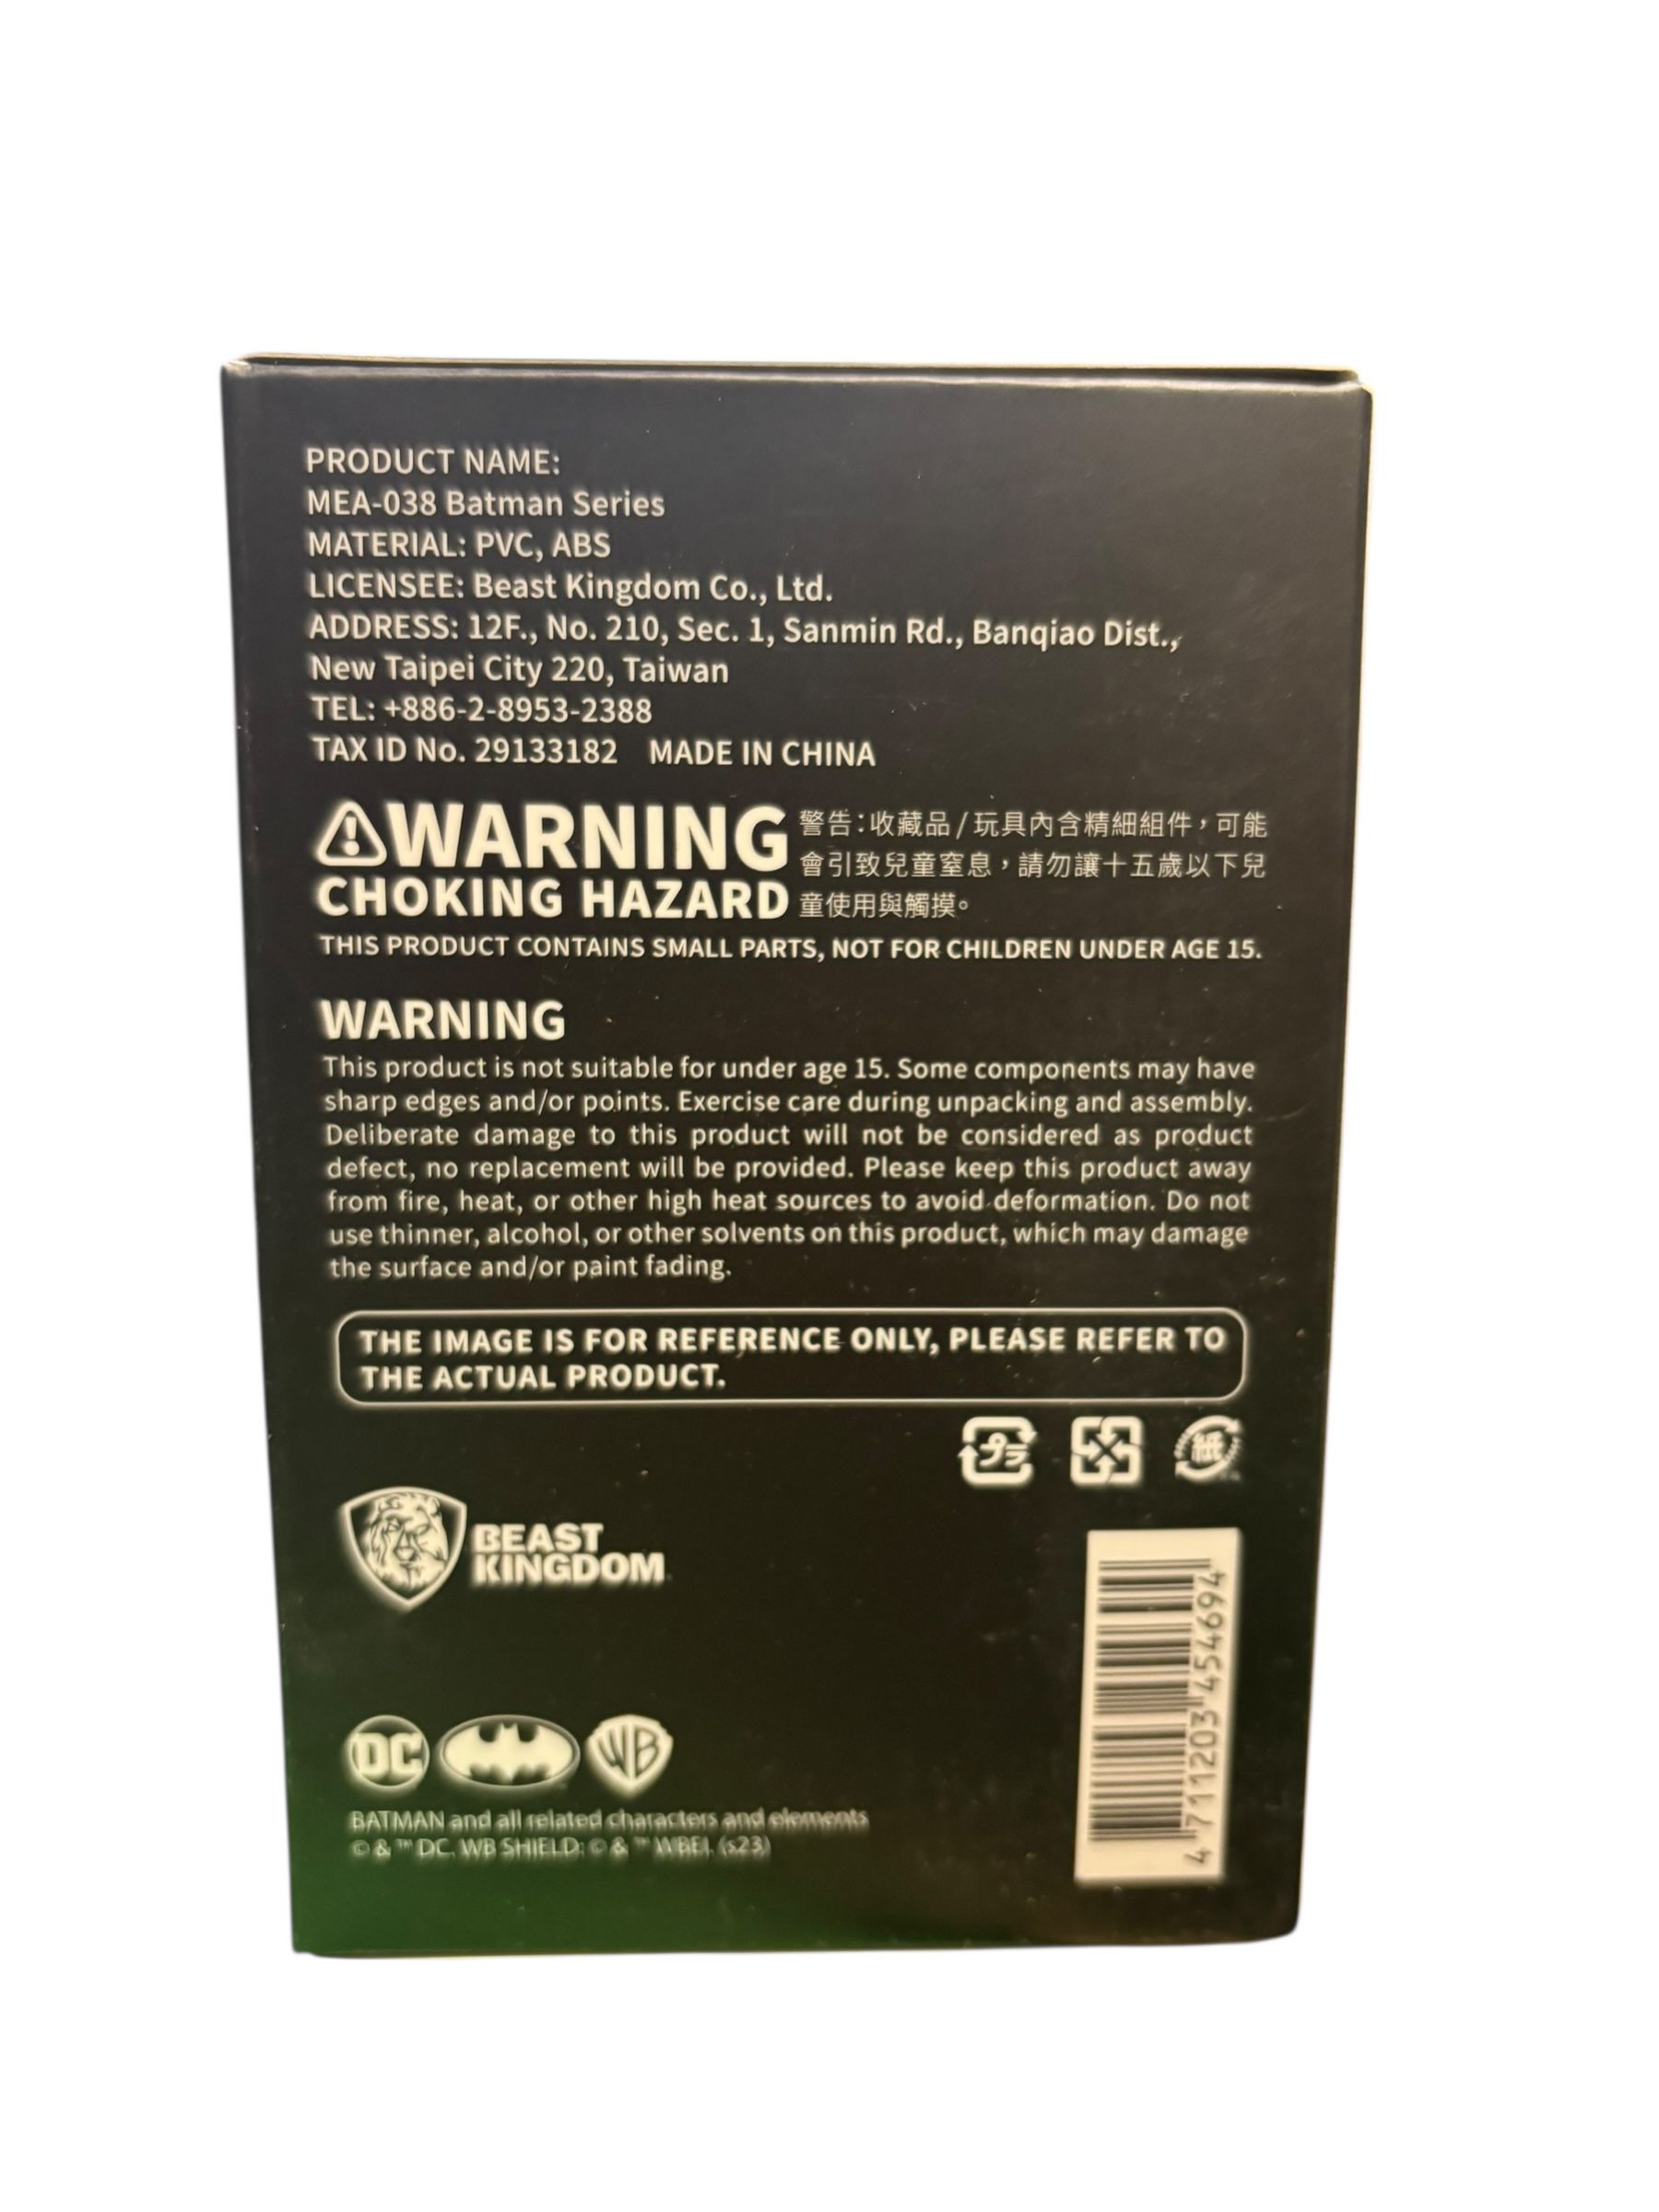 PRODUCT NAME:
MEA-038 Batman Series
MATERIAL: PVC, ABS
LICENSEE: Beast Kingdom Co., Ltd.
ADDRESS: 12F., No. 210, Sec. 1, Sanmin Rd., Banqiao Dist.,
New Taipei City 220, Taiwan
TEL: +886-2-8953-2388
TAX ID No. 29133182 MADE IN CHINA
WARNING
CHOKING HAZARD
警告：收藏品/玩具內含精細組件，可能
會引致兒童窒息，請勿讓十五歲以下兒
童使用與觸摸。
THIS PRODUCT CONTAINS SMALL PARTS, NOT FOR CHILDREN UNDER AGE 15.
WARNING
This product is not suitable for under age 15. Some components may have
sharp edges and/or points. Exercise care during unpacking and assembly.
Deliberate damage to this product will not be considered as product
defect, no replacement will be provided. Please keep this product away
from fire, heat, or other high heat sources to avoid deformation. Do not
use thinner, alcohol, or other solvents on this product, which may damage
the surface and/or paint fading.
THE IMAGE IS FOR REFERENCE ONLY, PLEASE REFER TO
THE ACTUAL PRODUCT.
プラ
紙
BEAST
KINGDOM
4 711203 454694
DC
WB
BATMAN and all related characters and elements
© & ™ DC. WB SHIELD: © & ™ WBEI. (s23)